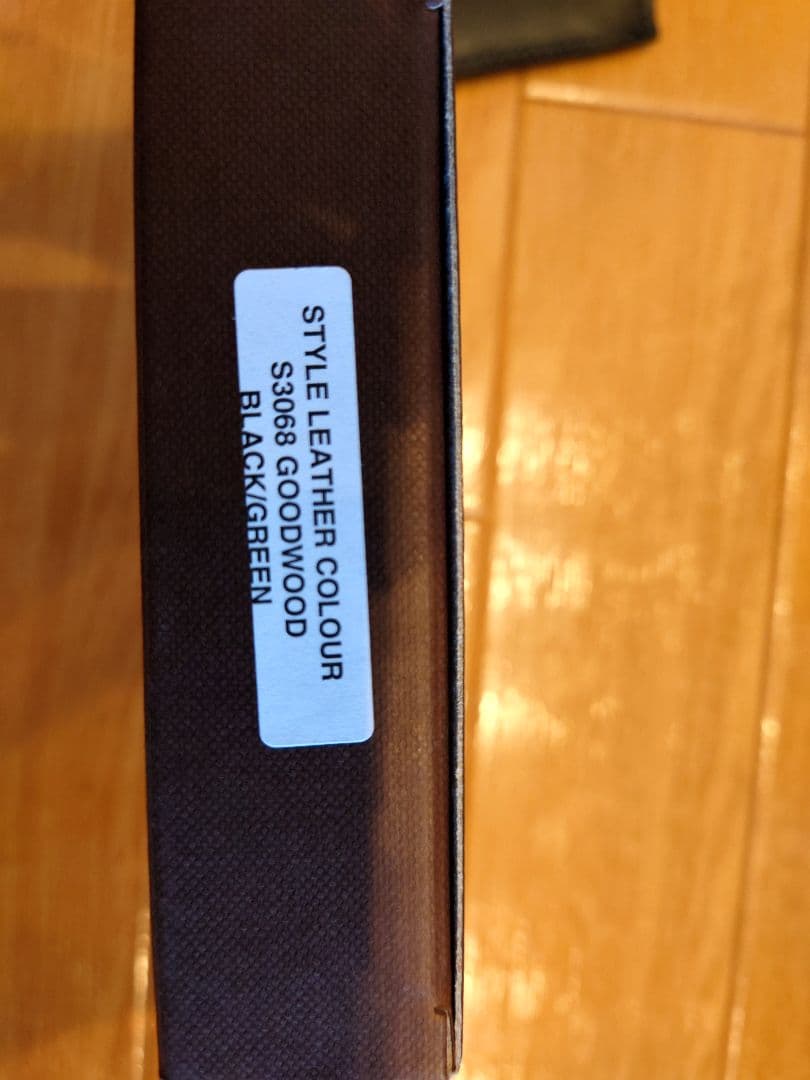 STYLE LEATHER COLOUR
S3068 GOODWOOD
BLACK/GREEN